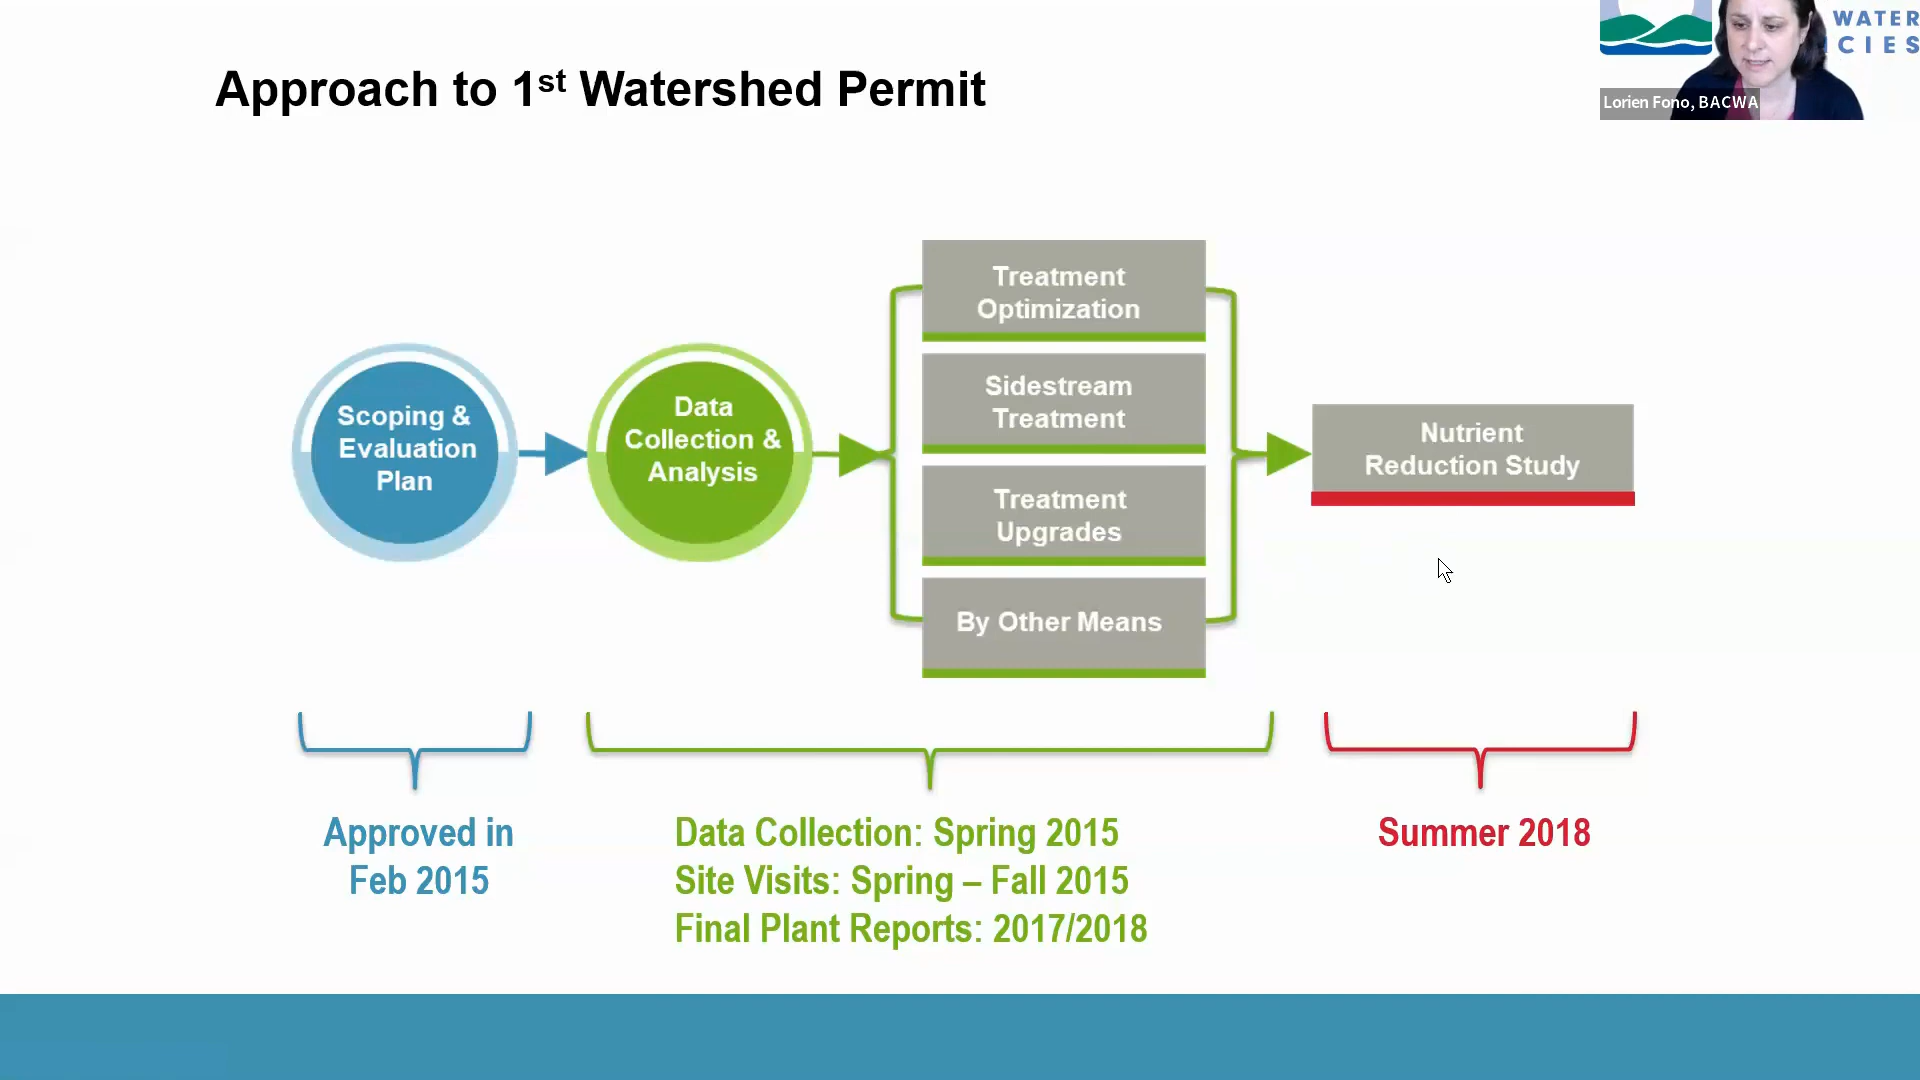 WATER
CIES
Lorien Fono, BACWA
Approach to 1st Watershed Permit
Scoping &
Evaluation
Plan
Data
Collection &
Analysis
Treatment
Optimization
Sidestream
Treatment
Treatment
Upgrades
By Other Means
Nutrient
Reduction Study
Approved in
Feb 2015
Data Collection: Spring 2015
Site Visits: Spring – Fall 2015
Final Plant Reports: 2017/2018
Summer 2018